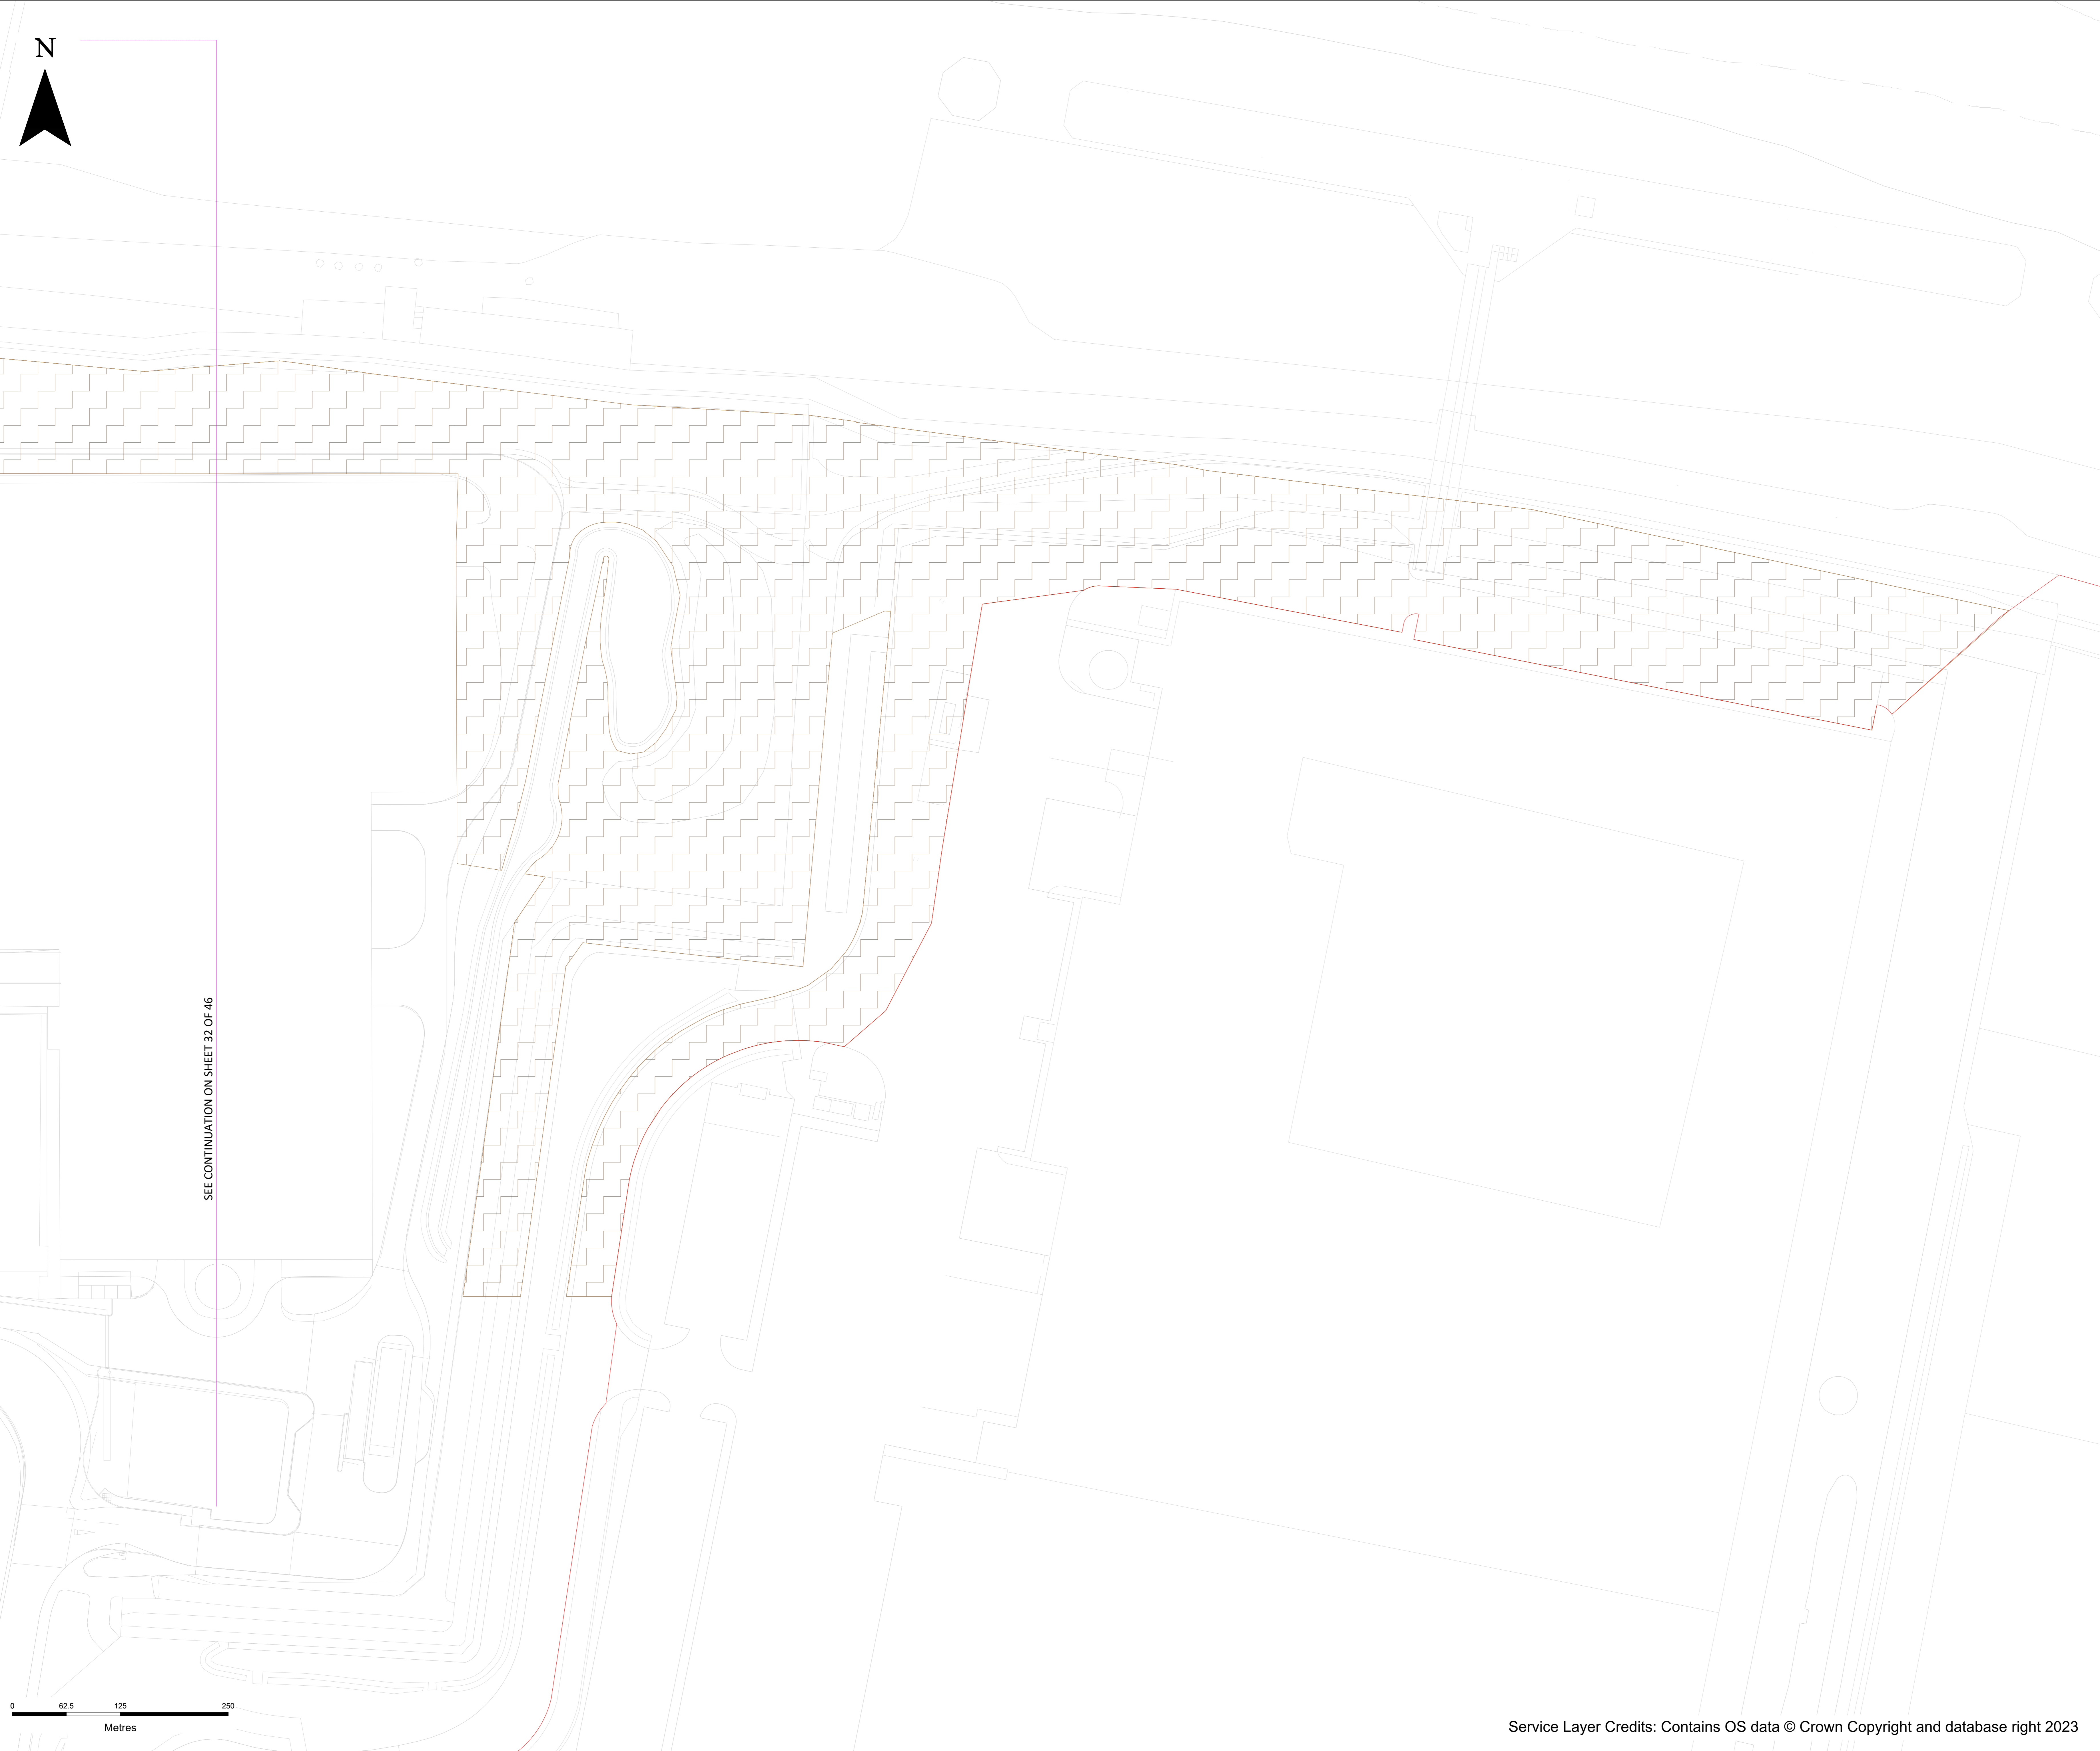 N
SEE CONTINUATION ON SHEET 32 OF 46
0 62.5 125 250
Metres
Service Layer Credits: Contains OS data © Crown Copyright and database right 2023